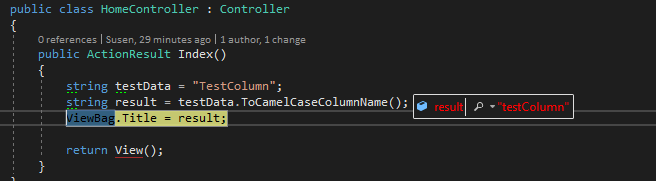 public class HomeController : Controller
{
0 references | Susen, 29 minutes ago | 1 author, 1 change
public ActionResult Index()
{
string testData = "TestColumn";
string result = testData.ToCamelCaseColumnName(); result "testColumn"
ViewBag.Title = result;
return View();
}
}